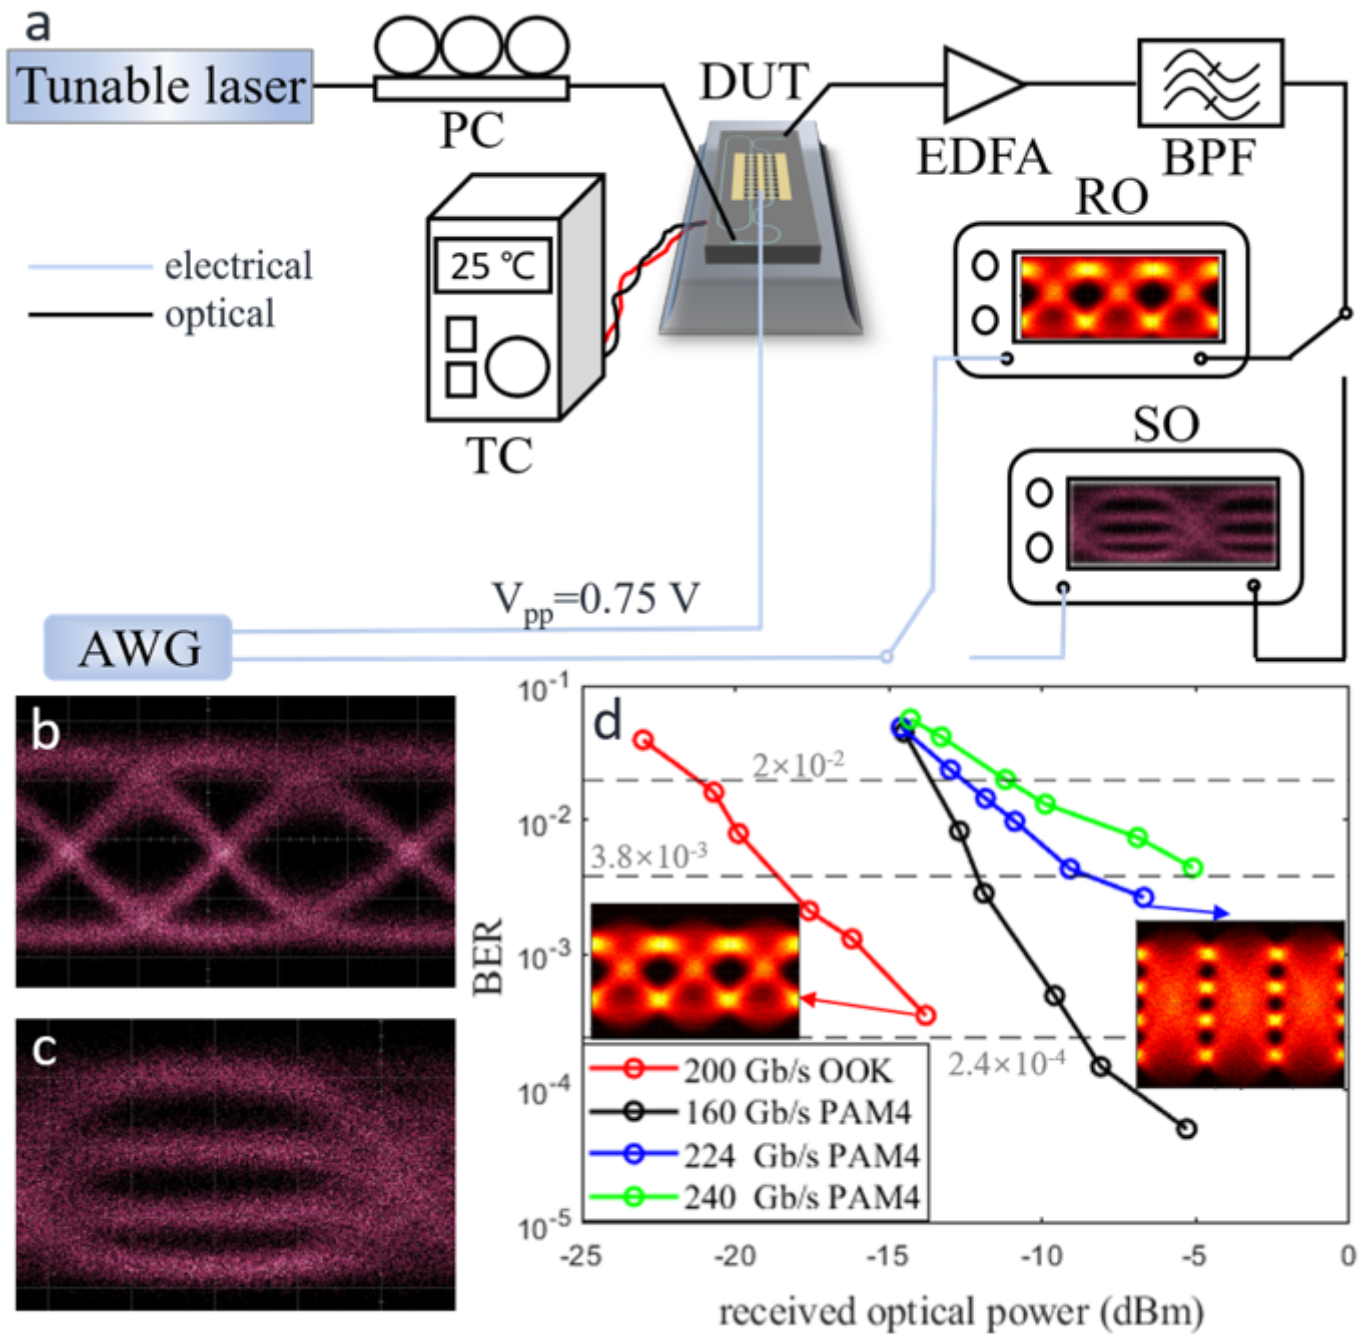 a
Tunable laser
PC
DUT
EDFA
BPF
RO
25 ℃
electrical
optical
TC
SO
Vpp=0.75 V
AWG
b
c
d
10-1
10-2
10-3
10-4
10-5
BER
2×10-2
3.8×10-3
2.4×10-4
200 Gb/s OOK
160 Gb/s PAM4
224 Gb/s PAM4
240 Gb/s PAM4
-25 -20 -15 -10 -5 0
received optical power (dBm)